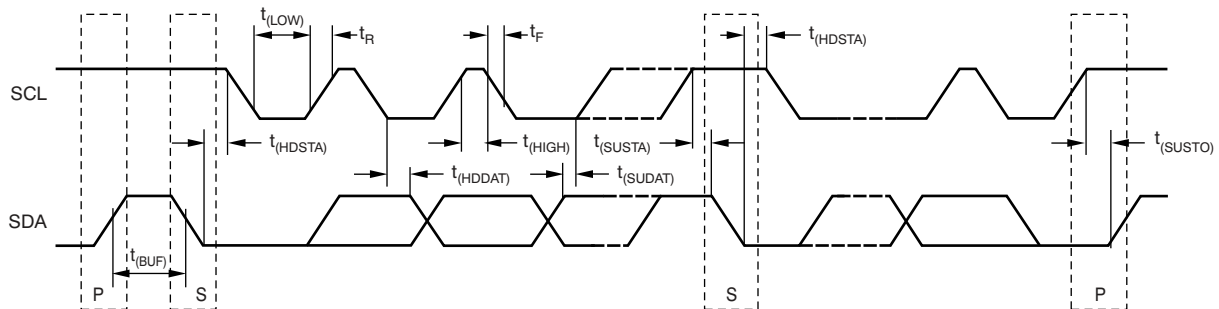 t(LOW)
tR
tF
t(HDSTA)
SCL
t(HDSTA)
t(HIGH)
t(SUSTA)
t(SUSTO)
t(HDDAT)
t(SUDAT)
SDA
t(BUF)
P
S
S
P